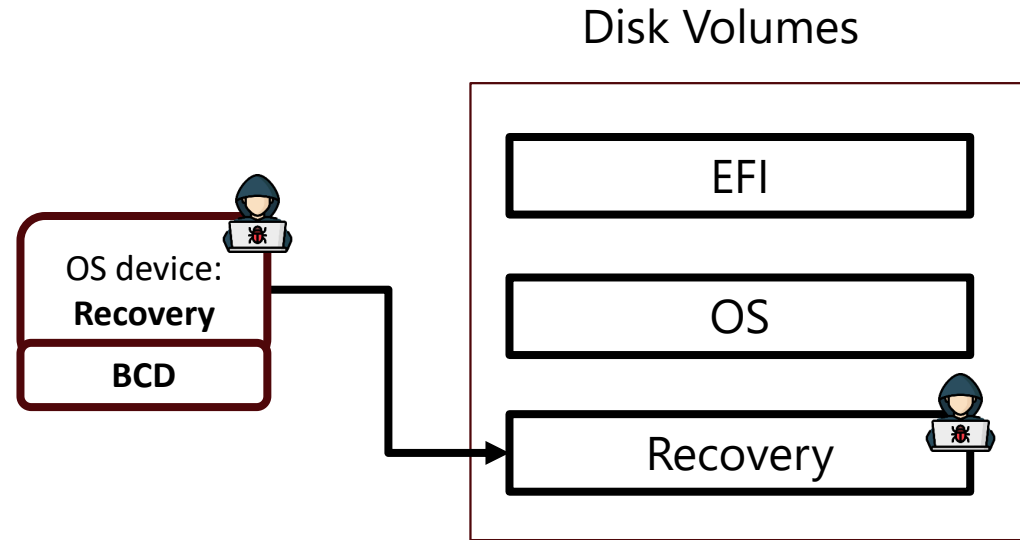 Disk Volumes
EFI
OS device:
Recovery
BCD
OS
Recovery